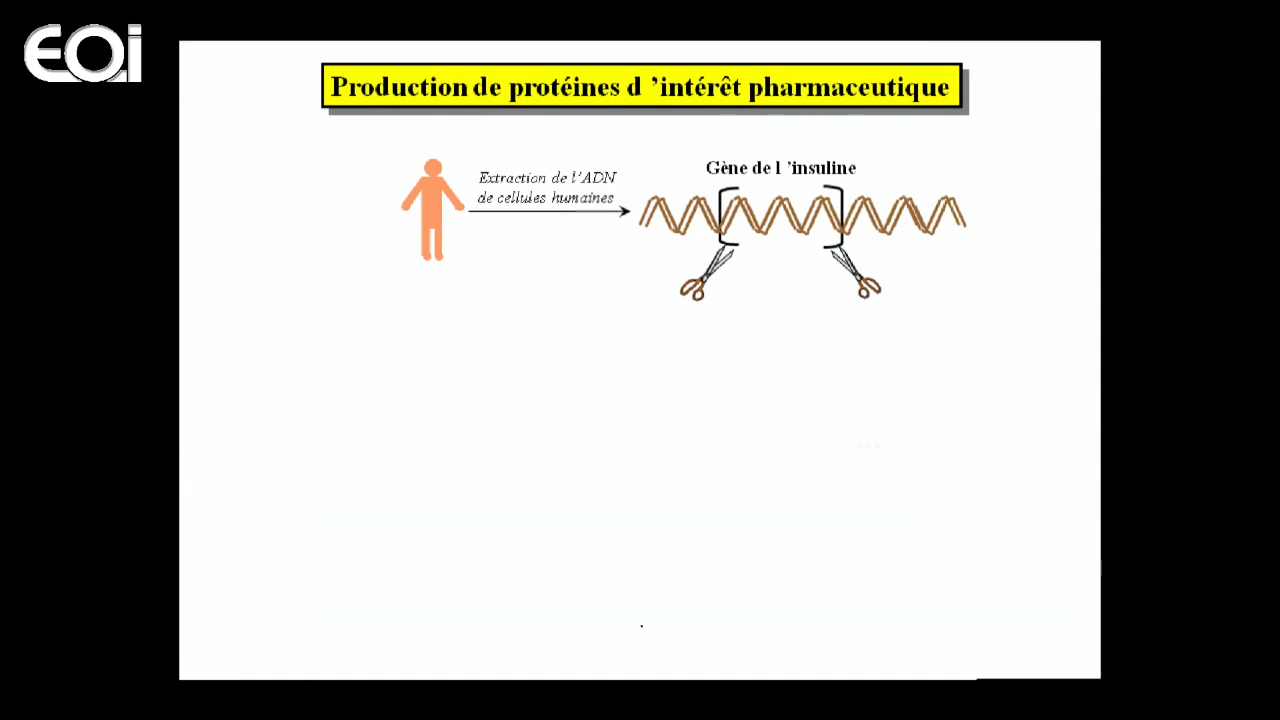 EOi
Production de protéines d ’intérêt pharmaceutique
Extraction de l’ADN
de cellules humaines
Gène de l ’insuline